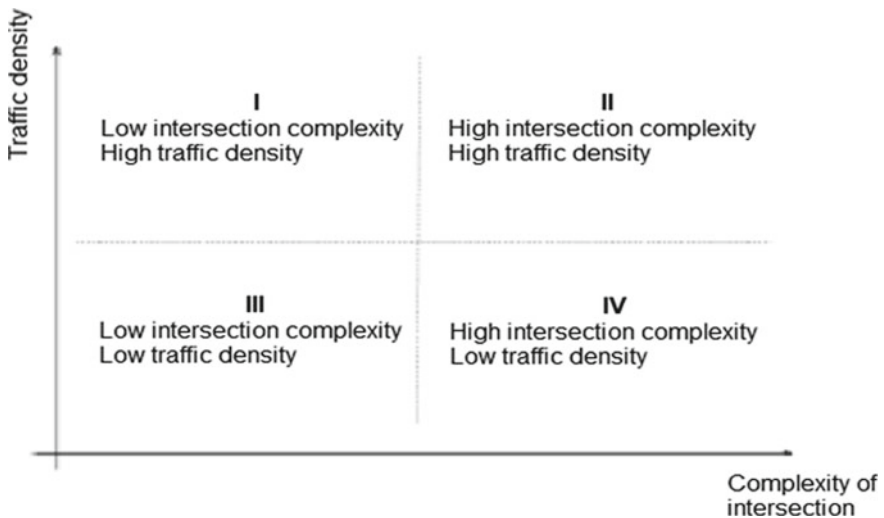 Traffic density
I
Low intersection complexity
High traffic density
II
High intersection complexity
High traffic density
III
Low intersection complexity
Low traffic density
IV
High intersection complexity
Low traffic density
Complexity of
intersection